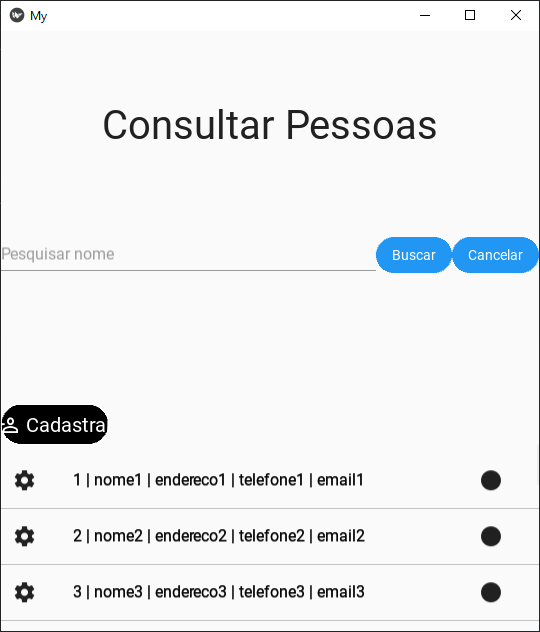 My
Consultar Pessoas
Pesquisar nome
Buscar
Cancelar
Cadastra
1 | nome1 | endereco1 | telefone1 | email1
2 | nome2 | endereco2 | telefone2 | email2
3 | nome3 | endereco3 | telefone3 | email3